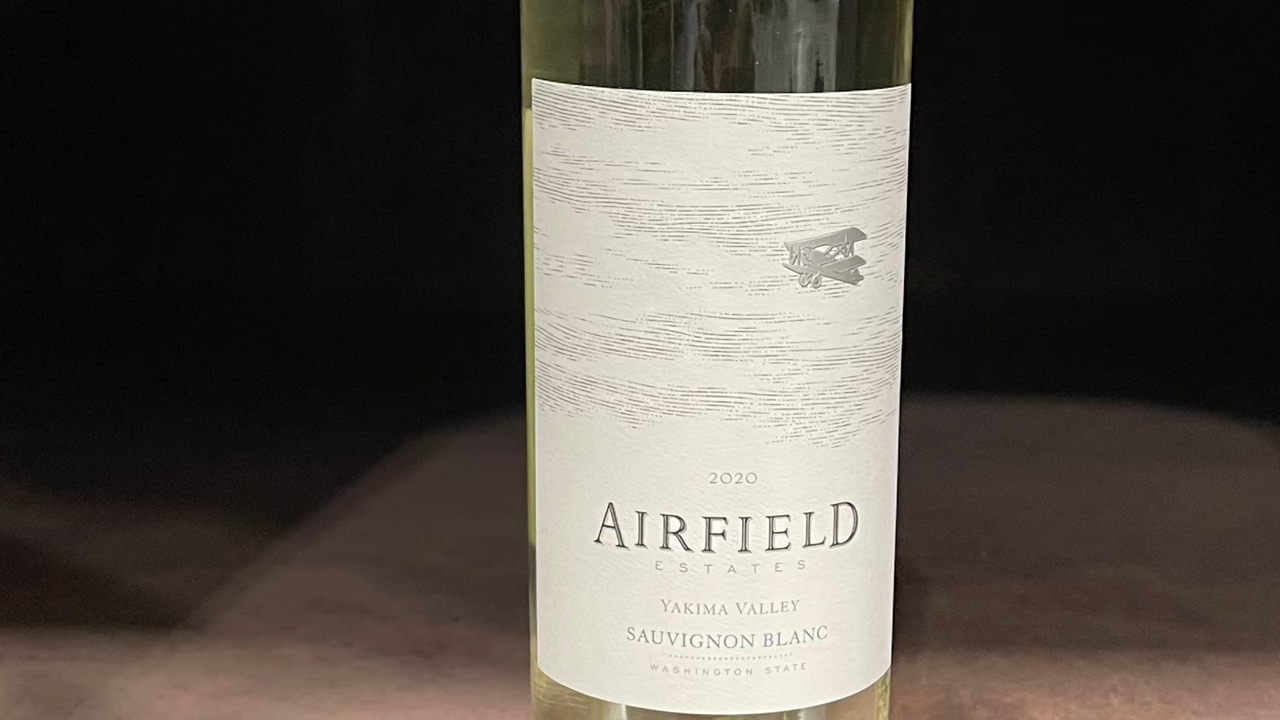 2020
AIRFIELD
ESTATES
YAKIMA VALLEY
SAUVIGNON BLANC
WASHINGTON STATE